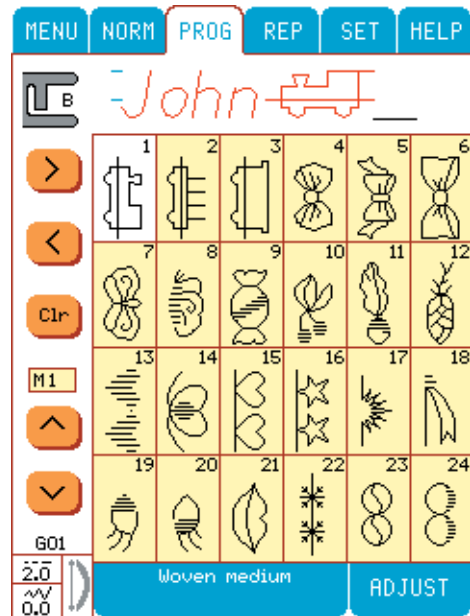 MENU NORM PROG REP SET HELP
B John
1 2 3 4 5 6
7 8 9 10 11 12
Clr
M1
13 14 15 16 17 18
19 20 21 22 23 24
GO1
2.0
0.0
Woven medium
ADJUST